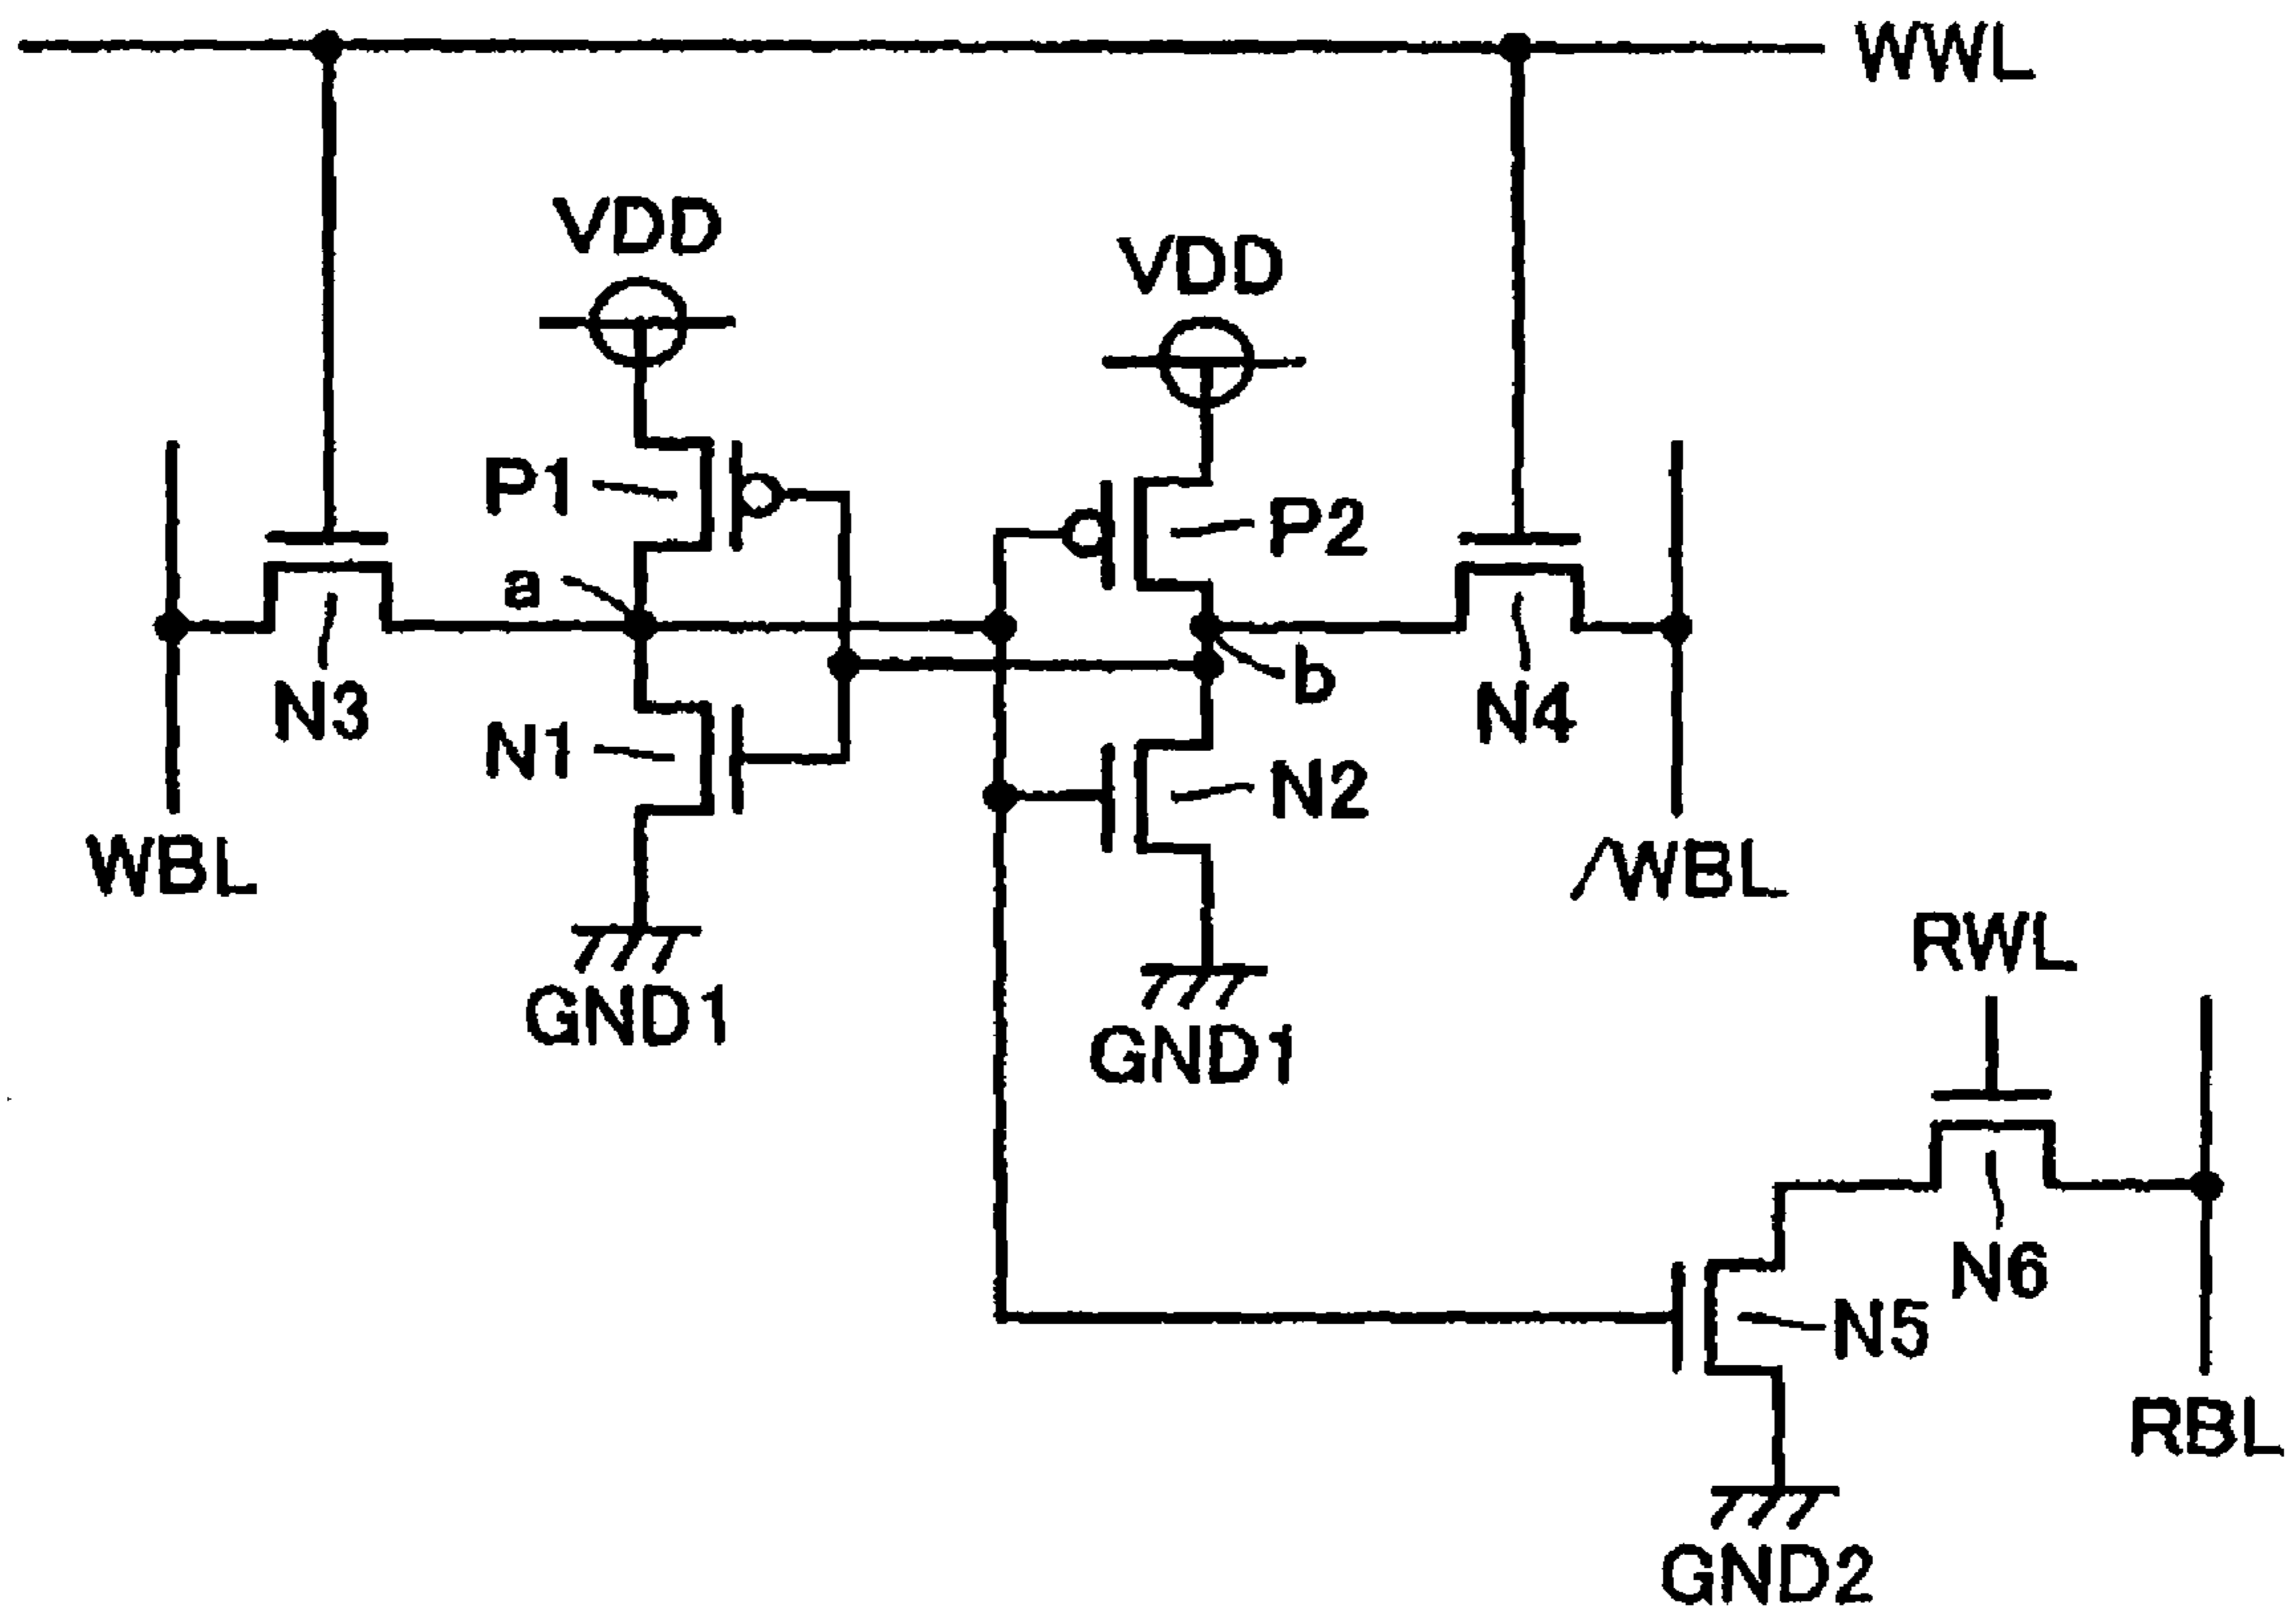 WWL
VDD
VDD
P1
P2
a
b
N3
N4
N1
N2
WBL
/WBL
RWL
GND1
GND1
N6
N5
RBL
GND2